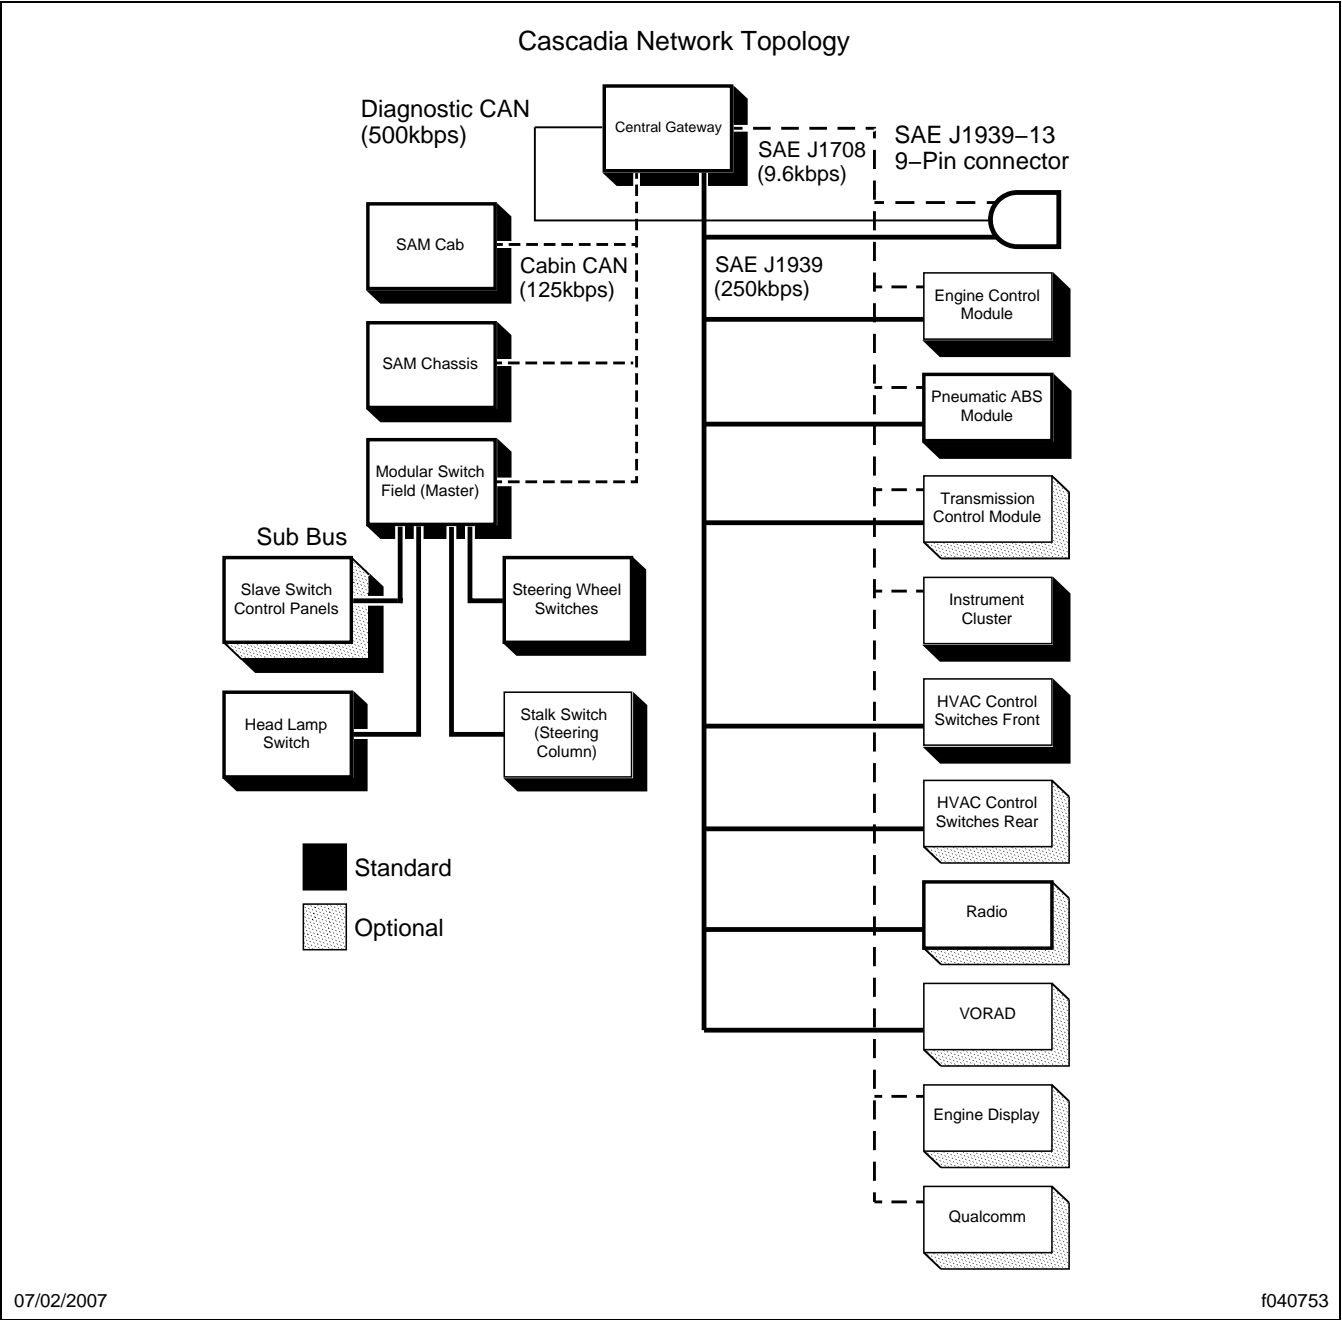 Cascadia Network Topology
Diagnostic CAN
(500kbps)
Central Gateway
SAE J1708
(9.6kbps)
SAE J1939−13
9−Pin connector
SAM Cab
Cabin CAN
(125kbps)
SAE J1939
(250kbps)
Engine Control
Module
SAM Chassis
Pneumatic ABS
Module
Modular Switch
Field (Master)
Transmission
Control Module
Sub Bus
Slave Switch
Control Panels
Steering Wheel
Switches
Instrument
Cluster
Head Lamp
Switch
Stalk Switch
(Steering
Column)
HVAC Control
Switches Front
HVAC Control
Switches Rear
Standard
Optional
Radio
VORAD
Engine Display
Qualcomm
07/02/2007
f040753